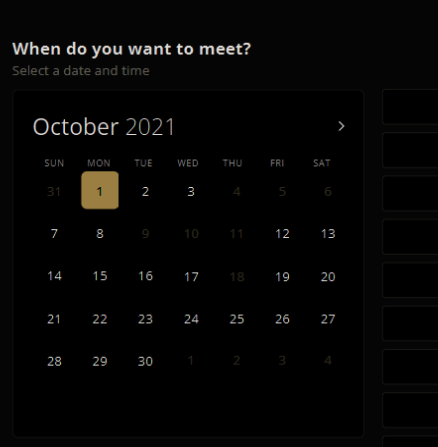 When do you want to meet?
Select a date and time
October 2021
SUN MON TUE WED THU FRI SAT
31 1 2 3 4 5 6
7 8 9 10 11 12 13
14 15 16 17 18 19 20
21 22 23 24 25 26 27
28 29 30 1 2 3 4